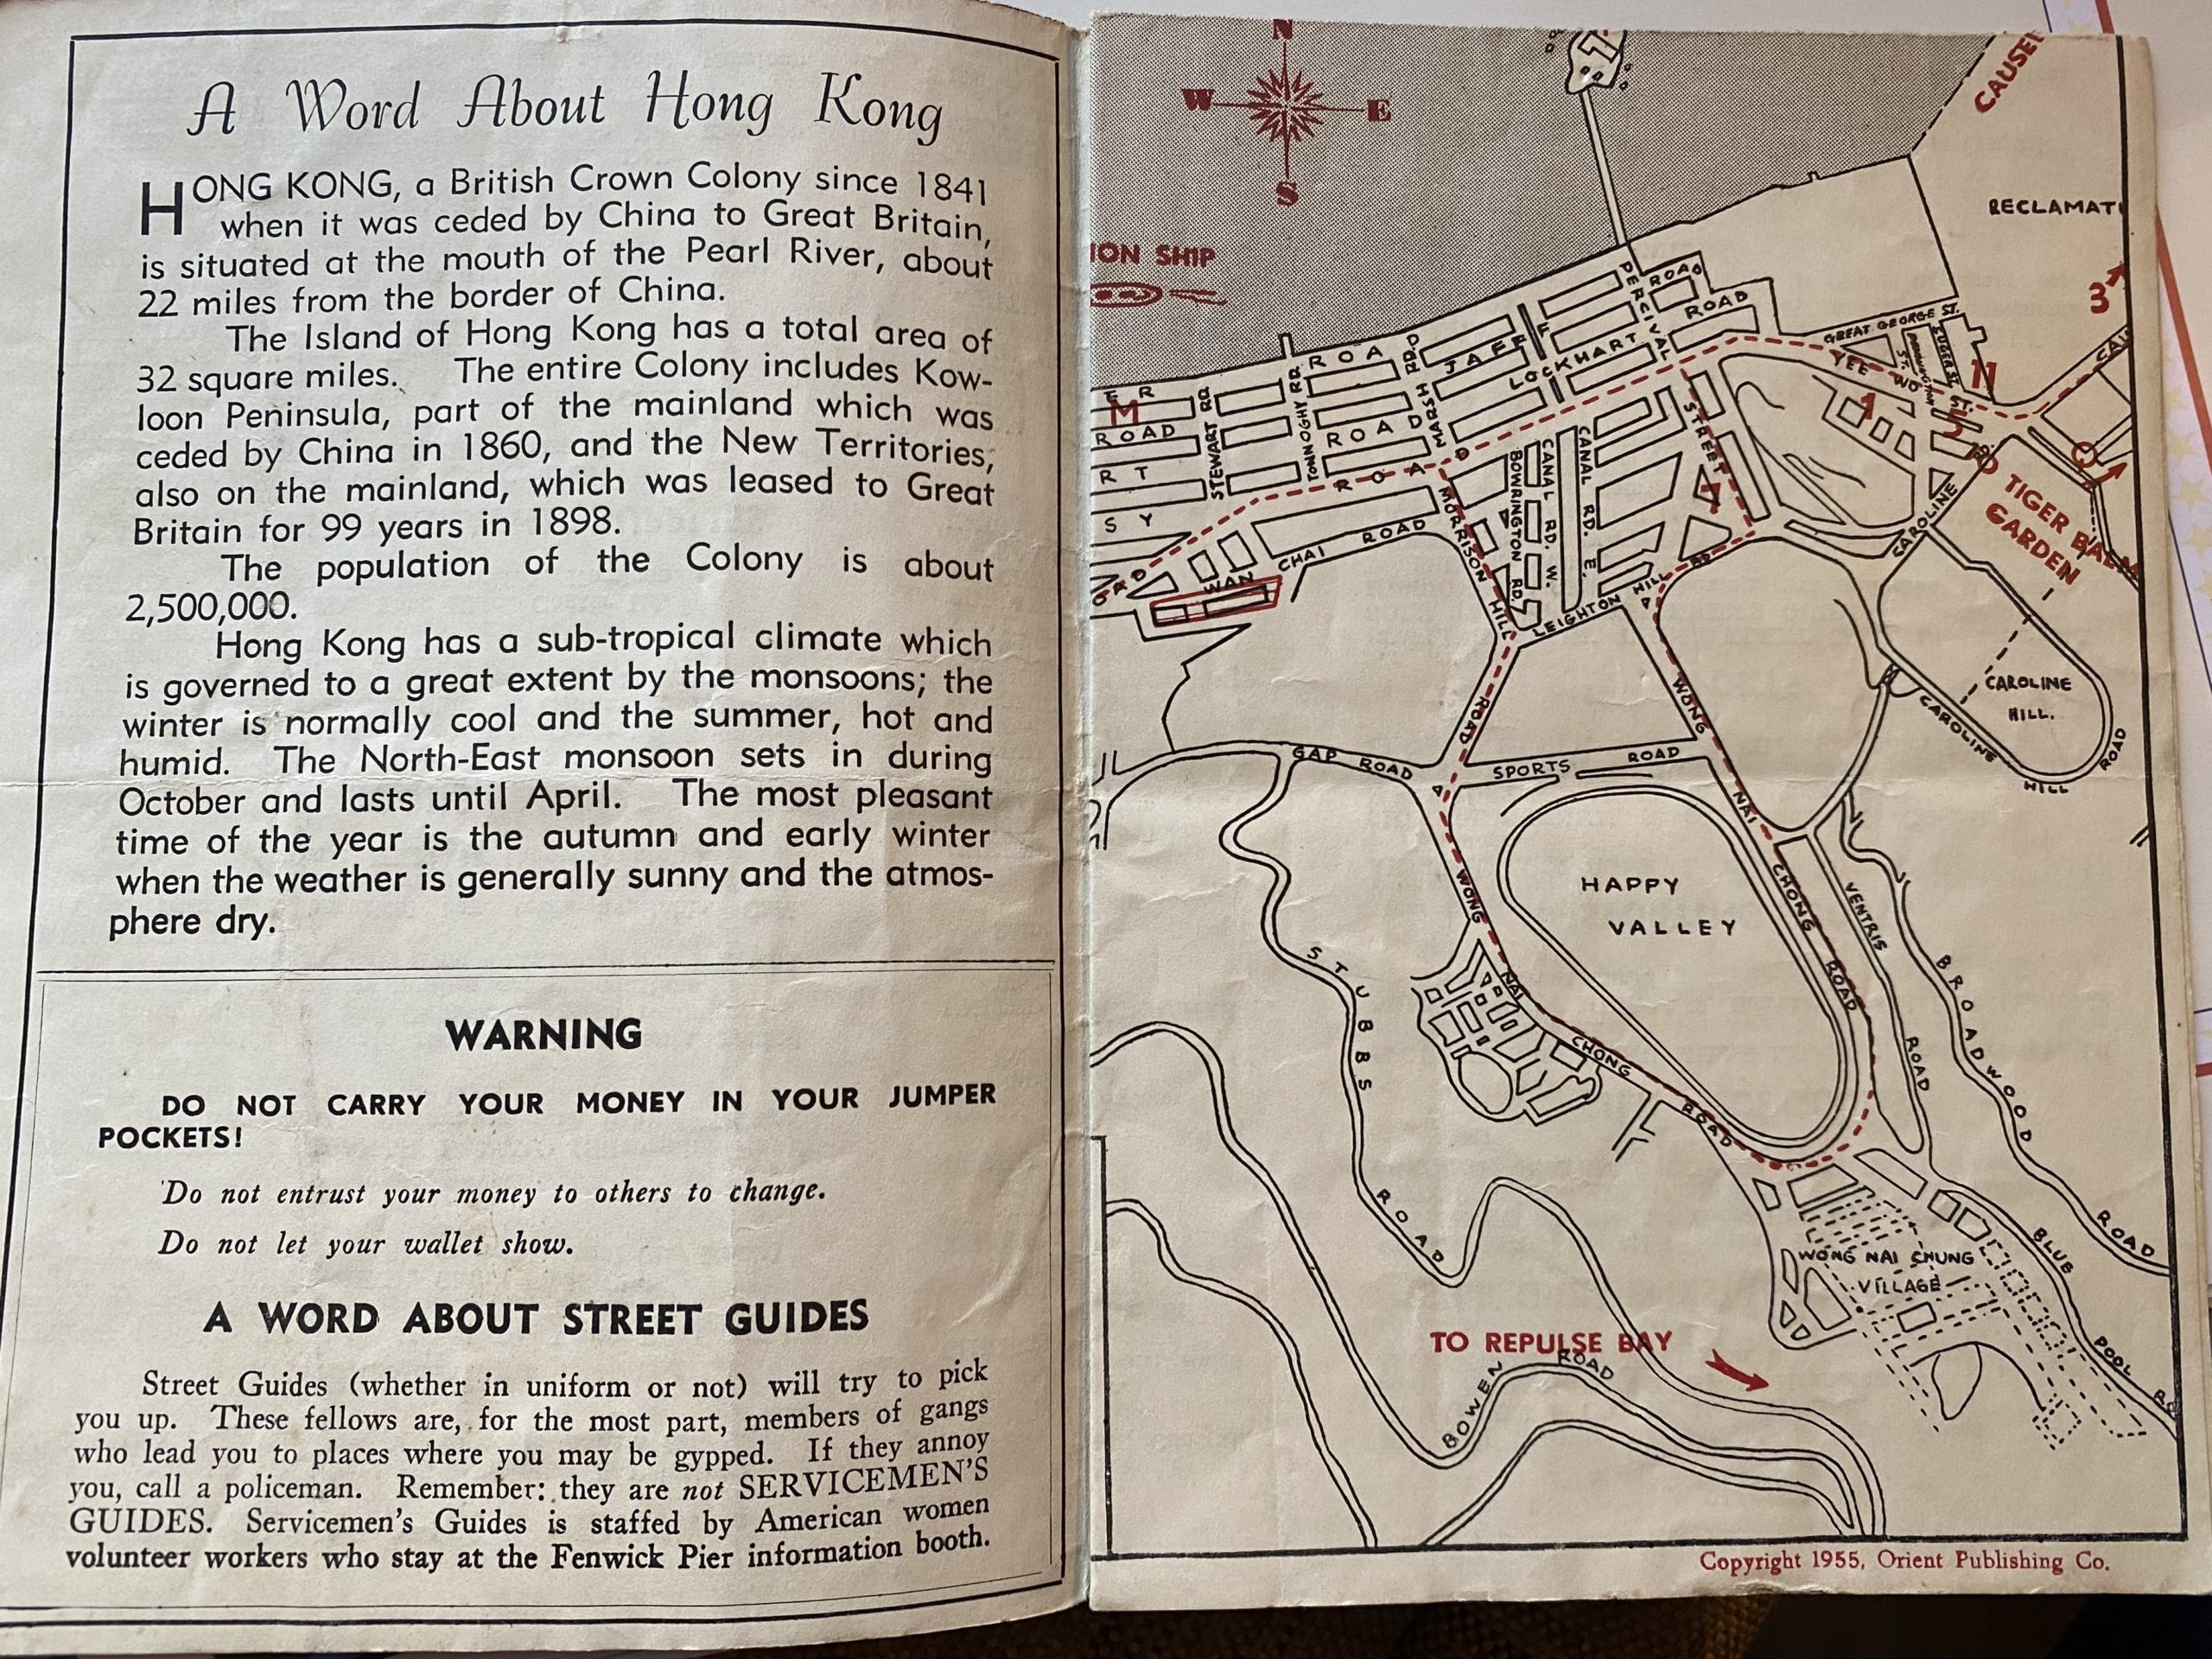 A Word About Hong Kong
HONG KONG, a British Crown Colony since 1841
when it was ceded by China to Great Britain,
is situated at the mouth of the Pearl River, about
22 miles from the border of China.
The Island of Hong Kong has a total area of
32 square miles. The entire Colony includes Kow-
loon Peninsula, part of the mainland which was
ceded by China in 1860, and the New Territories,
also on the mainland, which was leased to Great
Britain for 99 years in 1898.
The population of the Colony is about
2,500,000.
Hong Kong has a sub-tropical climate which
is governed to a great extent by the monsoons; the
winter is normally cool and the summer, hot and
humid. The North-East monsoon sets in during
October and lasts until April. The most pleasant
time of the year is the autumn and early winter
when the weather is generally sunny and the atmos-
phere dry.
WARNING
DO NOT CARRY YOUR MONEY IN YOUR JUMPER
POCKETS!
Do not entrust your money to others to change.
Do not let your wallet show.
A WORD ABOUT STREET GUIDES
Street Guides (whether in uniform or not) will try to pick
you up. These fellows are, for the most part, members of gangs
who lead you to places where you may be gypped. If they annoy
you, call a policeman. Remember: they are not SERVICEMEN'S
GUIDES. Servicemen's Guides is staffed by American women
volunteer workers who stay at the Fenwick Pier information booth.
N
W E
S
CAUSE
RECLAMATI
ION SHIP
3
PERCIVAL
STREET
ROAD
ROAD
JAFF
LOCKHART
GREAT GEORGE ST.
YEE WO ST.
SUGAR ST.
11
1
5
7
ER ROA
M
ROAD
RT ROAD
SY ROAD
STEWART RD.
TONNOCHY RD.
MARSH RD.
WAN CHAI ROAD
MORRISON HILL ROAD
BOWRINGTON RD.
CANAL RD. W.
CANAL RD. E.
LEIGHTON HILL RD.
CAROLINE
TIGER BALM
GARDEN
CAROLINE
HILL.
CAROLINE HILL ROAD
GAP ROAD
SPORTS ROAD
WONG NAI CHONG ROAD
HAPPY
VALLEY
WONG NAI CHONG ROAD
VENTRIS ROAD
BROADWOOD ROAD
STUBBS ROAD
WONG NAI CHUNG
VILLAGE
BLUE POOL RD
TO REPULSE BAY
BOWEN ROAD
Copyright 1955, Orient Publishing Co.